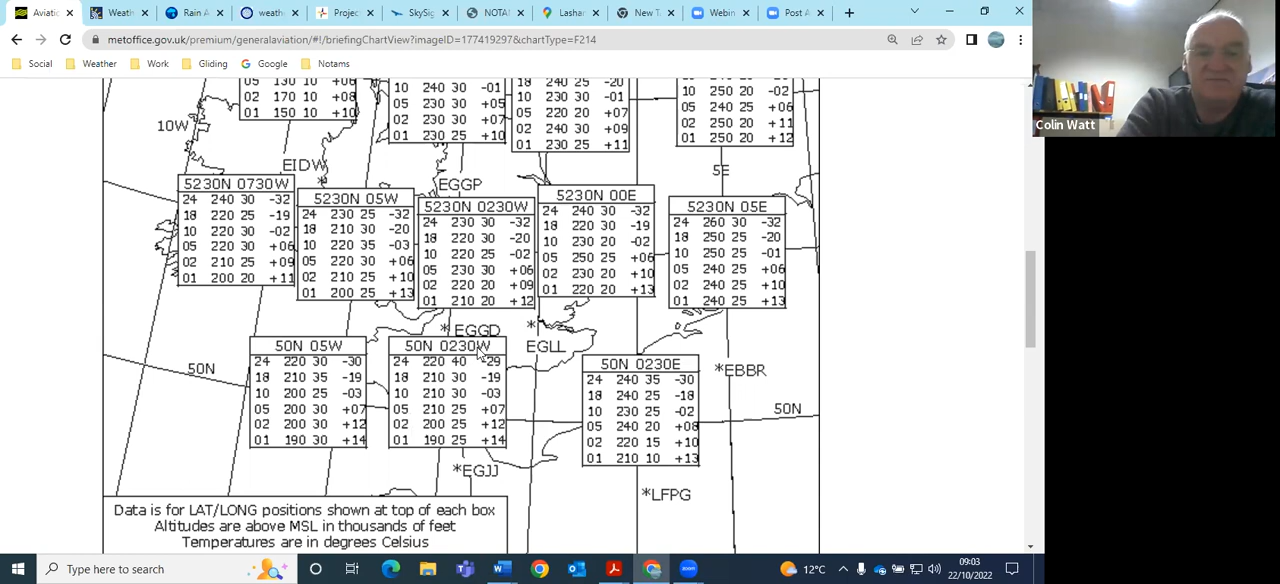 Aviatic
Weath
Rain A
weath
Project
SkySig
NOTAM
Lashar
New T
Webin
Post A
metoffice.gov.uk/premium/generalaviation/#!/briefingChartView?imageID=177419297&chartType=F214
Social
Weather
Work
Gliding
Google
Notams
05 130 10 +06
02 170 10 +08
01 150 10 +10
10 240 30 -01
05 230 30 +05
02 230 30 +07
01 230 25 +10
18 240 25 -20
10 230 30 -01
05 220 20 +07
02 240 30 +09
01 230 25 +11
10 250 20 -02
05 240 25 +06
02 250 20 +11
01 250 20 +12
10W
EIDW
*
EGGP
5E
5230N 0730W
24 240 30 -32
18 220 25 -19
10 220 30 -02
05 220 30 +06
02 210 25 +09
01 200 20 +11
5230N 05W
24 230 25 -32
18 210 30 -20
10 220 35 -03
05 220 30 +06
02 210 25 +10
01 200 25 +13
5230N 0230W
24 230 30 -32
18 220 30 -20
10 220 25 -02
05 230 30 +06
02 220 20 +09
01 210 20 +12
5230N 00E
24 240 30 -32
18 220 30 -19
10 230 20 -02
05 250 25 +06
02 230 20 +10
01 220 20 +13
5230N 05E
24 260 30 -32
18 250 25 -20
10 250 25 -01
05 240 25 +06
02 240 25 +10
01 240 25 +13
* EGGD
*
EGLL
50N
50N 05W
24 220 30 -30
18 210 35 -19
10 200 25 -03
05 200 30 +07
02 200 30 +12
01 190 30 +14
50N 0230W
24 220 40 -29
18 210 30 -19
10 210 30 -03
05 210 25 +07
02 200 25 +12
01 190 25 +14
50N 0230E
24 240 35 -30
18 240 25 -18
10 230 25 -02
05 240 20 +08
02 220 15 +10
01 210 10 +13
*EBBR
50N
*EGJJ
*LFPG
Data is for LAT/LONG positions shown at top of each box
Altitudes are above MSL in thousands of feet
Temperatures are in degrees Celsius
Colin Watt
Type here to search
zoom
12°C
09:03
22/10/2022